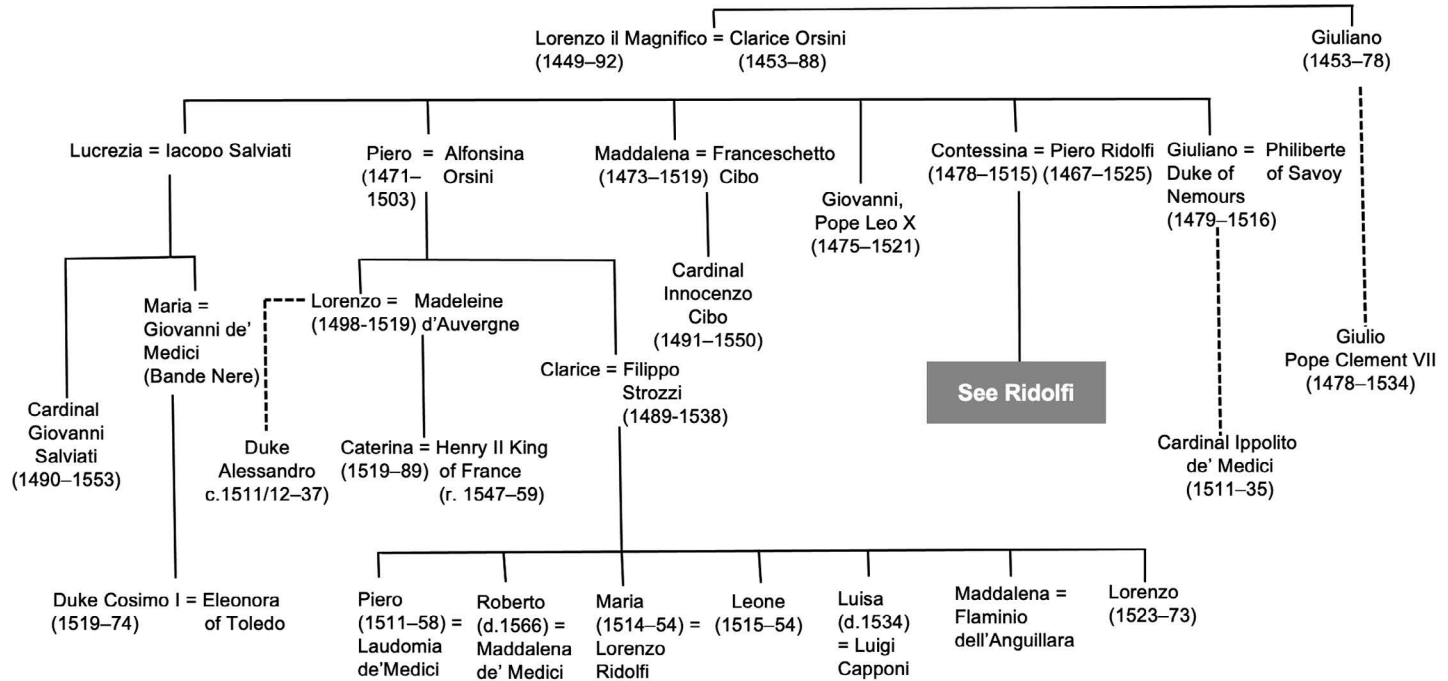 Lorenzo il Magnifico = Clarice Orsini
(1449–92) (1453–88)
Giuliano
(1453–78)
Lucrezia = Iacopo Salviati
Piero = Alfonsina
(1471– Orsini
1503)
Maddalena = Franceschetto
(1473–1519) Cibo
Giovanni,
Pope Leo X
(1475–1521)
Contessina = Piero Ridolfi
(1478–1515) (1467–1525)
Giuliano = Philiberte
Duke of of Savoy
Nemours
(1479–1516)
Cardinal
Giovanni
Salviati
(1490–1553)
Maria =
Giovanni de’
Medici
(Bande Nere)
Lorenzo = Madeleine
(1498-1519) d’Auvergne
Duke
Alessandro
c.1511/12–37)
Caterina = Henry II King
(1519–89) of France
(r. 1547–59)
Clarice = Filippo
Strozzi
(1489-1538)
Cardinal
Innocenzo
Cibo
(1491–1550)
See Ridolfi
Cardinal Ippolito
de’ Medici
(1511–35)
Giulio
Pope Clement VII
(1478–1534)
Duke Cosimo I = Eleonora
(1519–74) of Toledo
Piero
(1511–58) =
Laudomia
de’Medici
Roberto
(d.1566) =
Maddalena
de’ Medici
Maria
(1514–54) =
Lorenzo
Ridolfi
Leone
(1515–54)
Luisa
(d.1534)
= Luigi
Capponi
Maddalena =
Flaminio
dell’Anguillara
Lorenzo
(1523–73)